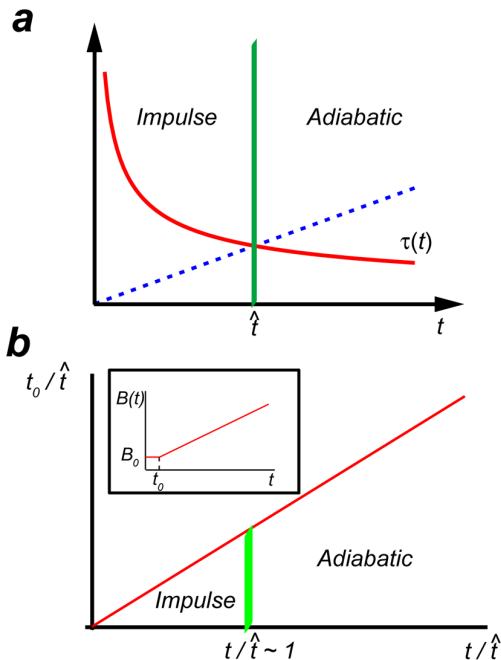 a
Impulse
Adiabatic
τ(t)
t̂
t
b
t₀ / t̂
B(t)
B₀
t₀
t
Adiabatic
Impulse
t / t̂ ~ 1
t / t̂